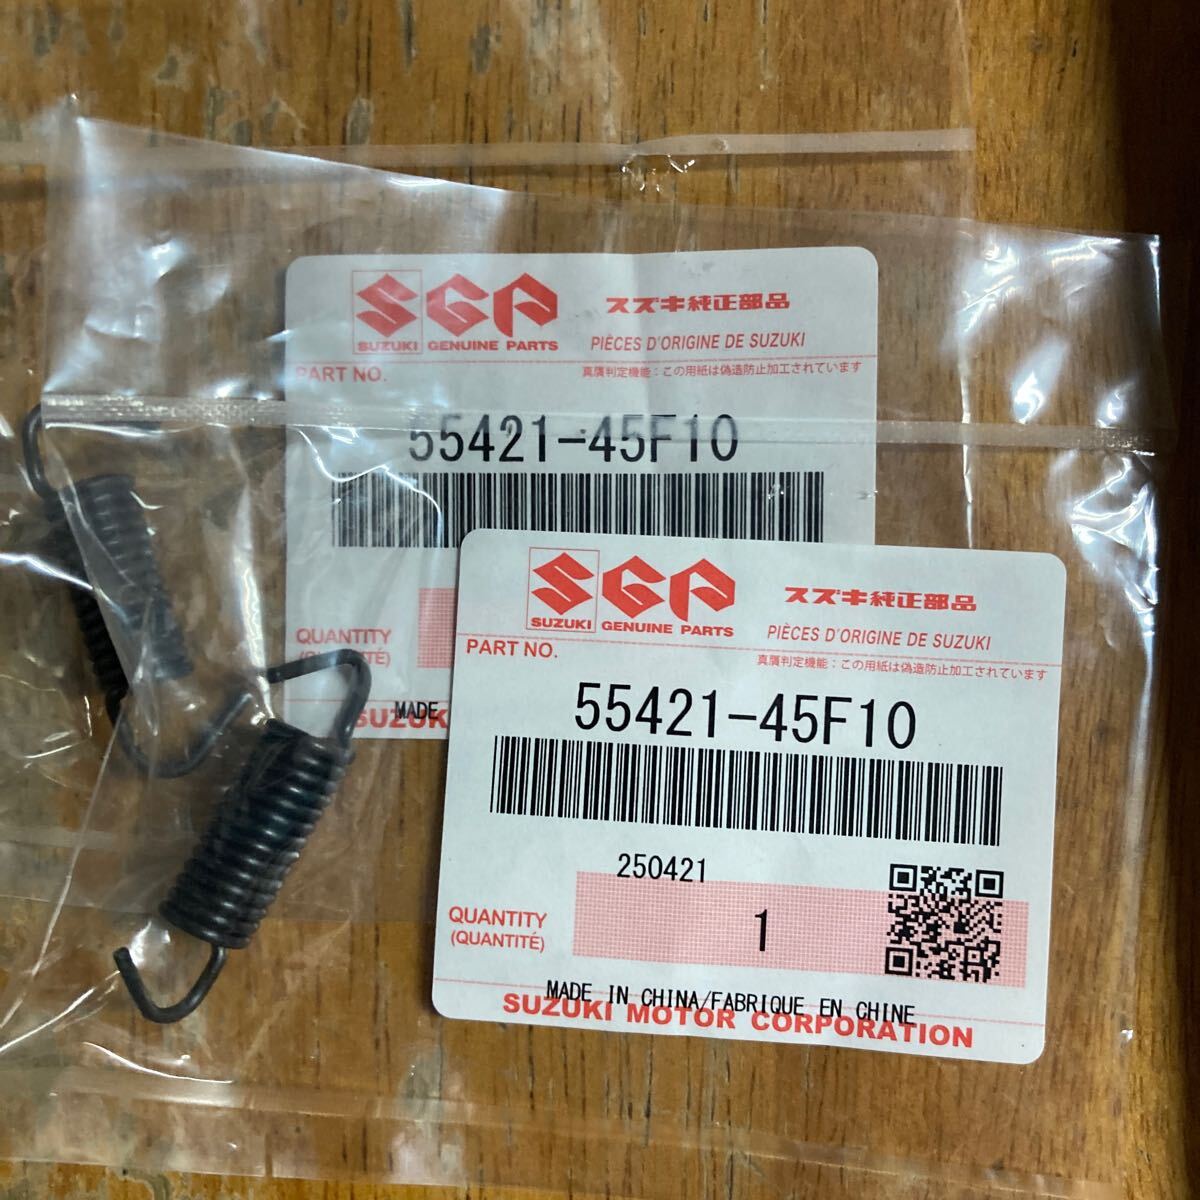 SGP
SUZUKI GENUINE PARTS
スズキ純正部品
PIÈCES D'ORIGINE DE SUZUKI
PART NO.
真贋判定機能：この用紙は偽造防止加工されています
55421-45F10
QUANTITY
(QUANTITÉ)
MADE
SUZUK
SGP
SUZUKI GENUINE PARTS
スズキ純正部品
PIÈCES D'ORIGINE DE SUZUKI
PART NO.
真贋判定機能：この用紙は偽造防止加工されています
55421-45F10
250421
QUANTITY
(QUANTITÉ)
1
MADE IN CHINA/FABRIQUE EN CHINE
SUZUKI MOTOR CORPORATION